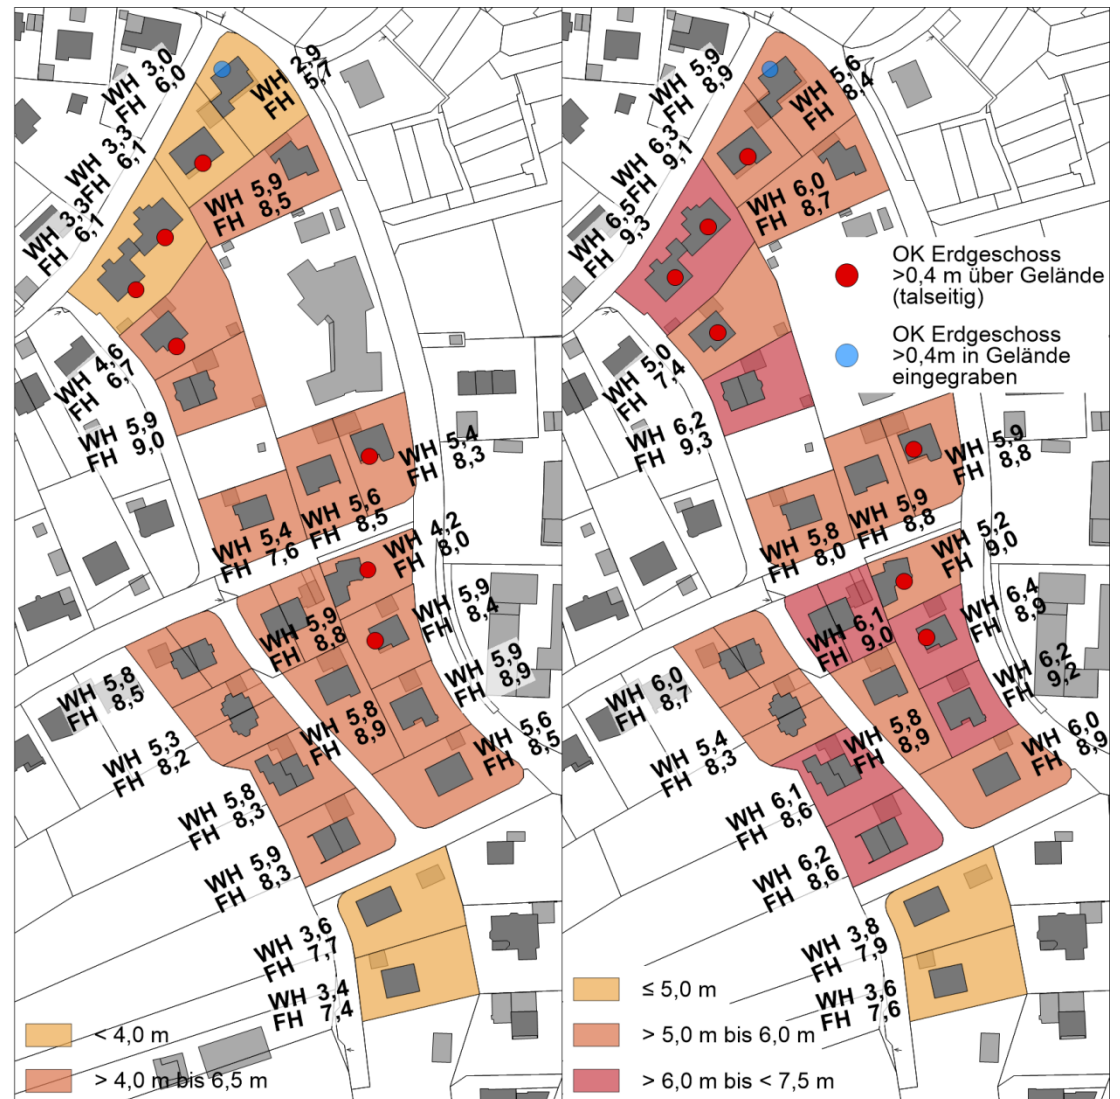 WH 3,0
FH 6,0
WH 2,9
FH 5,7
WH 3,3
FH 6,1
WH 3,3
FH 6,1
WH 5,9
FH 8,5
WH 4,6
FH 6,7
WH 5,9
FH 9,0
WH 5,4
FH 8,3
WH 5,6
FH 8,5
WH 5,4
FH 7,6
WH 4,2
FH 8,0
WH 5,9
FH 8,4
WH 5,9
FH 8,8
WH 5,9
FH 8,9
WH 5,8
FH 8,5
WH 5,8
FH 8,9
WH 5,6
FH 8,5
WH 5,3
FH 8,2
WH 5,8
FH 8,3
WH 5,9
FH 8,3
WH 3,6
FH 7,7
WH 3,4
FH 7,4
< 4,0 m
> 4,0 m bis 6,5 m
WH 5,9
FH 8,9
WH 5,6
FH 8,4
WH 6,3
FH 9,1
WH 6,5
FH 9,3
WH 6,0
FH 8,7
OK Erdgeschoss
>0,4 m über Gelände
(talseitig)
OK Erdgeschoss
>0,4m in Gelände
eingegraben
WH 5,0
FH 7,4
WH 6,2
FH 9,3
WH 5,9
FH 8,8
WH 5,9
FH 8,8
WH 5,8
FH 8,0
WH 5,2
FH 9,0
WH 6,4
FH 8,9
WH 6,1
FH 9,0
WH 6,2
FH 9,2
WH 6,0
FH 8,7
WH 5,8
FH 8,9
WH 6,0
FH 8,9
WH 5,4
FH 8,3
WH 6,1
FH 8,6
WH 6,2
FH 8,6
WH 3,8
FH 7,9
WH 3,6
FH 7,6
≤ 5,0 m
> 5,0 m bis 6,0 m
> 6,0 m bis < 7,5 m